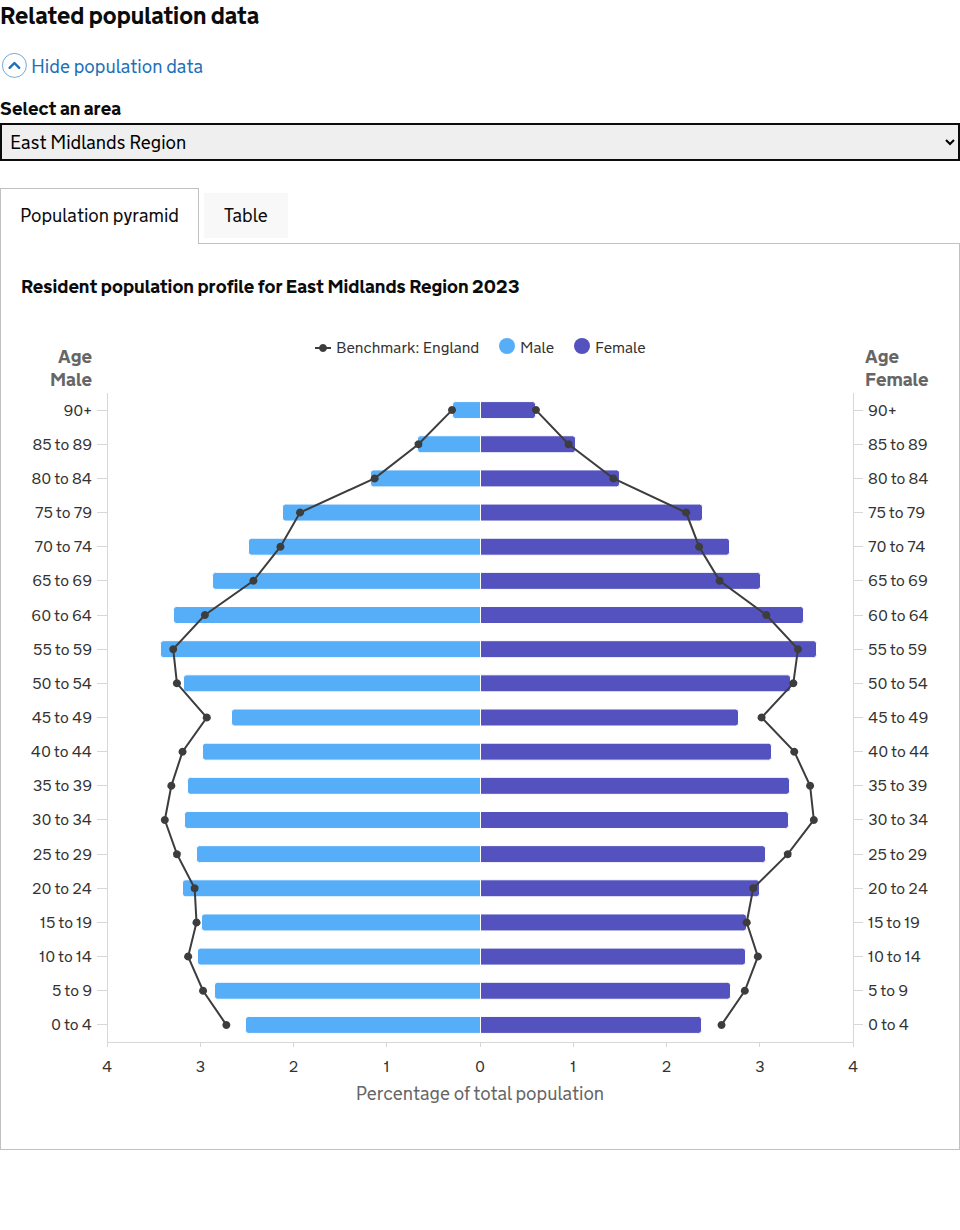 Related population data
Hide population data
Select an area
East Midlands Region
Population pyramid Table
Resident population profile for East Midlands Region 2023
Benchmark: England Male Female
Age Male Age Female
90+ 90+
85 to 89 85 to 89
80 to 84 80 to 84
75 to 79 75 to 79
70 to 74 70 to 74
65 to 69 65 to 69
60 to 64 60 to 64
55 to 59 55 to 59
50 to 54 50 to 54
45 to 49 45 to 49
40 to 44 40 to 44
35 to 39 35 to 39
30 to 34 30 to 34
25 to 29 25 to 29
20 to 24 20 to 24
15 to 19 15 to 19
10 to 14 10 to 14
5 to 9 5 to 9
0 to 4 0 to 4
4 3 2 1 0 1 2 3 4
Percentage of total population